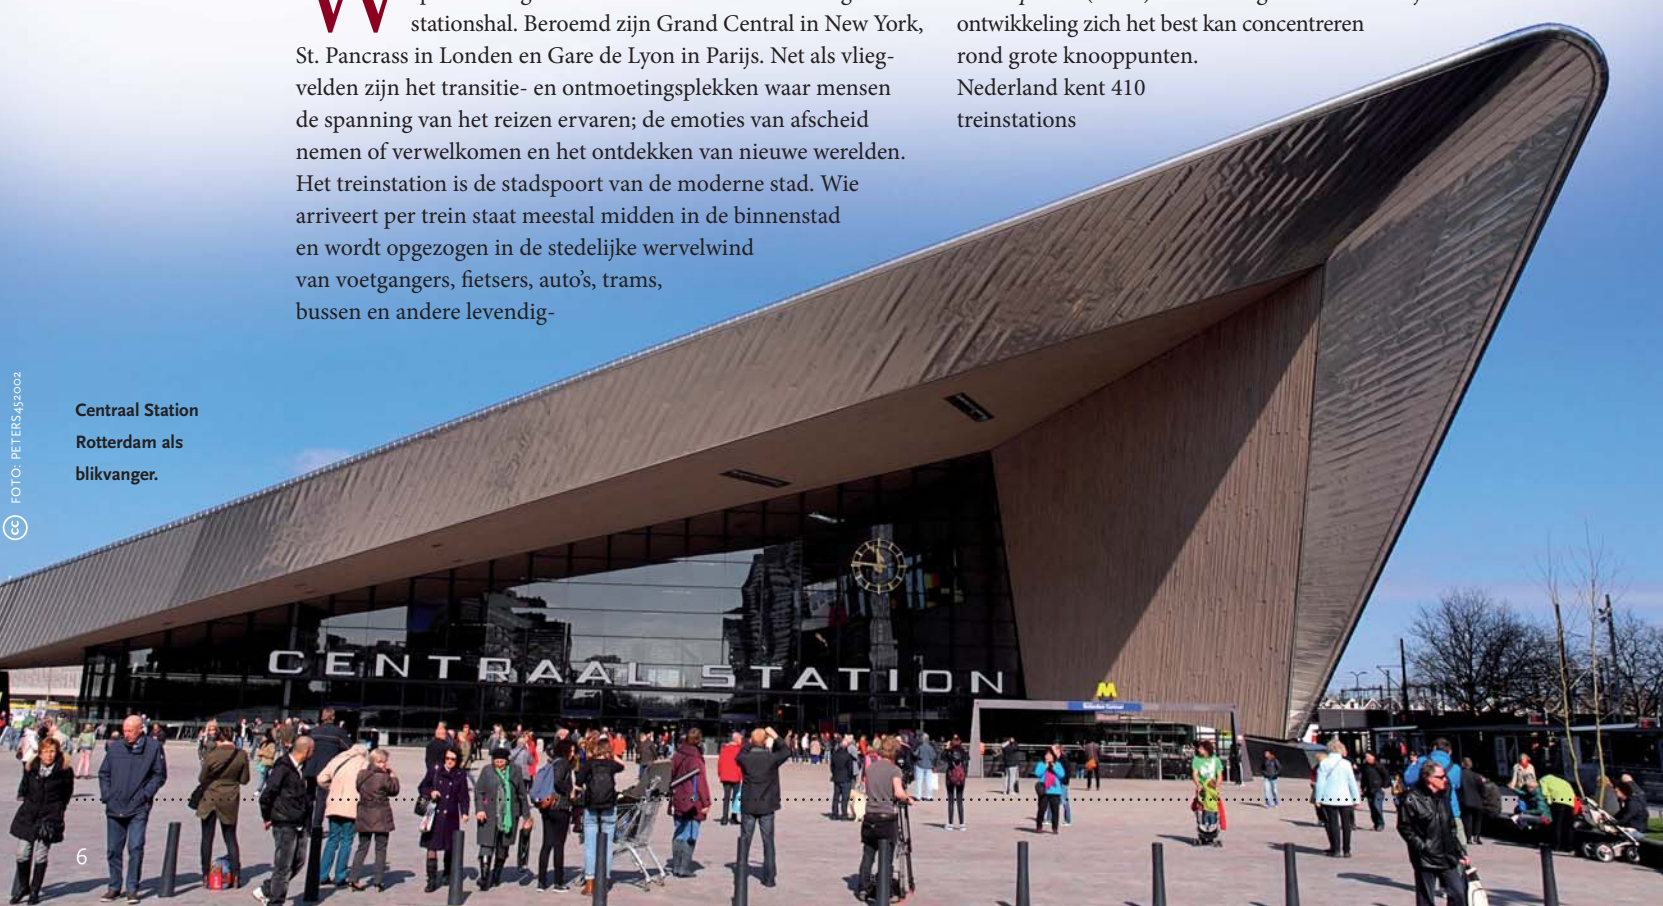 W
stationshal. Beroemd zijn Grand Central in New York,
St. Pancrass in Londen en Gare de Lyon in Parijs. Net als vlieg-
velden zijn het transitie- en ontmoetingsplekken waar mensen
de spanning van het reizen ervaren; de emoties van afscheid
nemen of verwelkomen en het ontdekken van nieuwe werelden.
Het treinstation is de stadspoort van de moderne stad. Wie
arriveert per trein staat meestal midden in de binnenstad
en wordt opgezogen in de stedelijke wervelwind
van voetgangers, fietsers, auto's, trams,
bussen en andere levendig-
ontwikkeling zich het best kan concentreren
rond grote knooppunten.
Nederland kent 410
treinstations
Centraal Station
Rotterdam als
blikvanger.
cc FOTO: PETERS452002
CENTRAAL STATION
M
Rotterdam Centraal
6